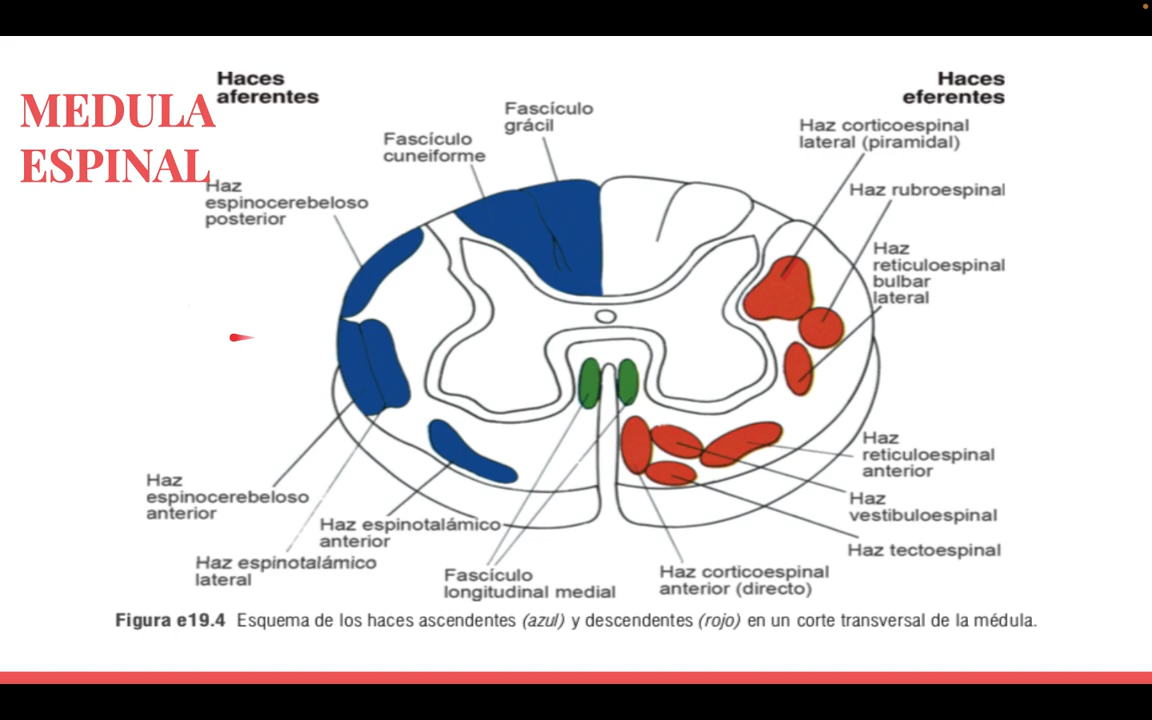 MEDULA
ESPINAL
Haces
aferentes
Haces
eferentes
Fascículo
grácil
Fascículo
cuneiforme
Haz
espinocerebeloso
posterior
Haz corticoespinal
lateral (piramidal)
Haz rubroespinal
Haz
reticuloespinal
bulbar
lateral
Haz
reticuloespinal
anterior
Haz
vestibuloespinal
Haz tectoespinal
Haz
espinocerebeloso
anterior
Haz espinotalámico
anterior
Haz espinotalámico
lateral
Fascículo
longitudinal medial
Haz corticoespinal
anterior (directo)
Figura e19.4 Esquema de los haces ascendentes (azul) y descendentes (rojo) en un corte transversal de la médula.